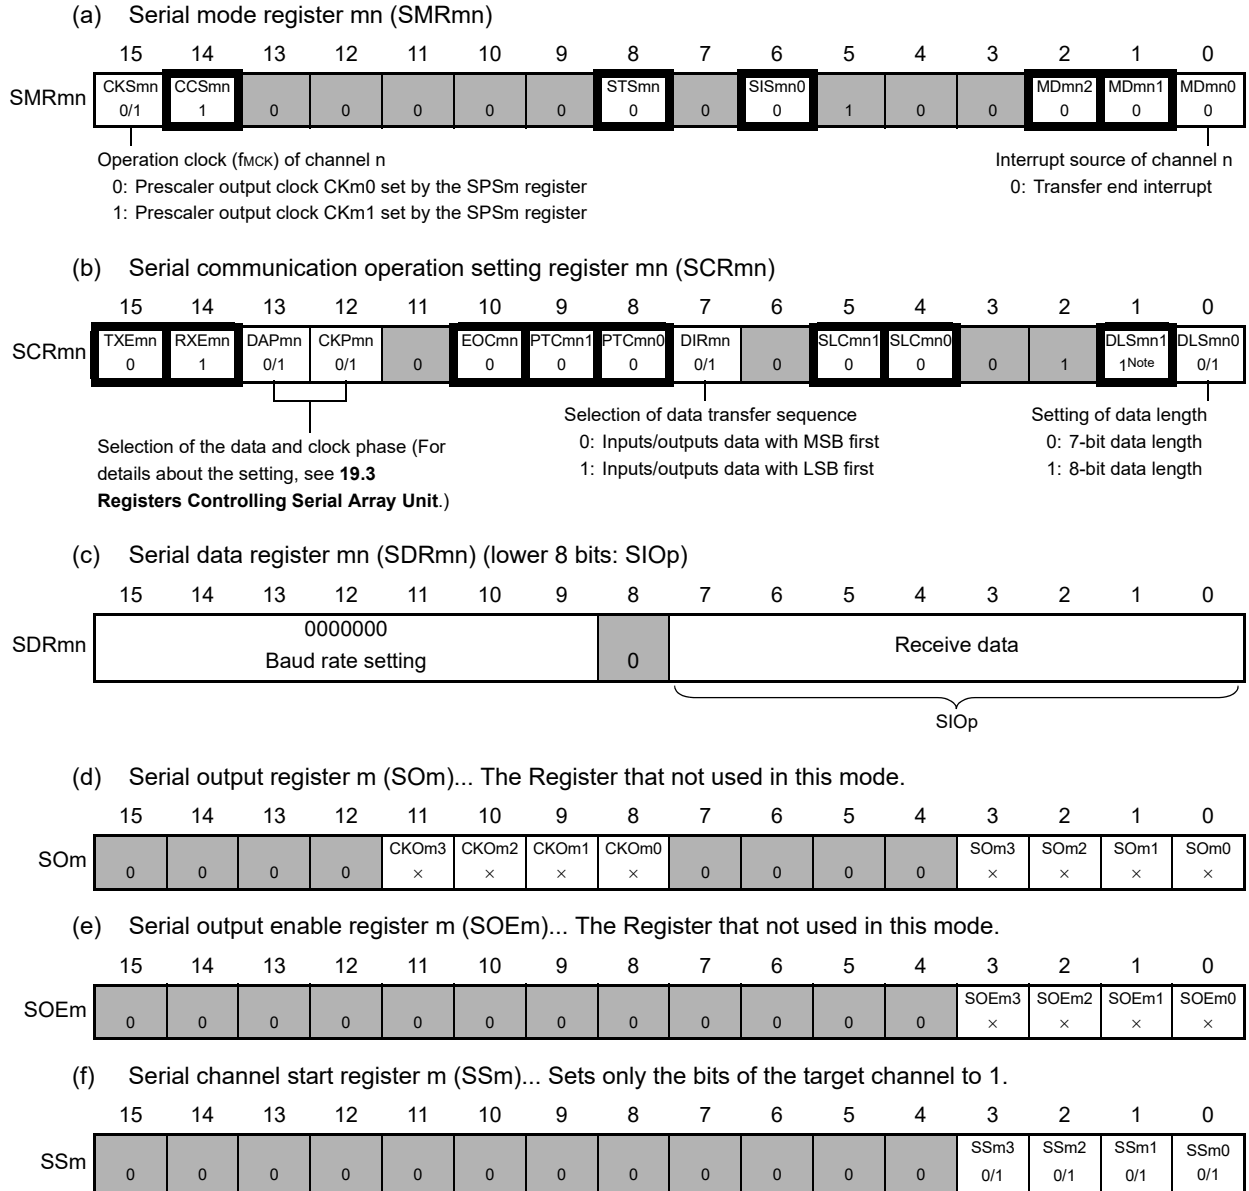 (a) Serial mode register mn (SMRmn)
15 14 13 12 11 10 9 8 7 6 5 4 3 2 1 0
SMRmn CKSmn CCSmn STSmn SISmn0 MDmn2 MDmn1 MDmn0
0/1 1 0 0 0 0 0 0 0 0 1 0 0 0 0 0
Operation clock (fMCK) of channel n
0: Prescaler output clock CKm0 set by the SPSm register
1: Prescaler output clock CKm1 set by the SPSm register
Interrupt source of channel n
0: Transfer end interrupt
(b) Serial communication operation setting register mn (SCRmn)
15 14 13 12 11 10 9 8 7 6 5 4 3 2 1 0
SCRmn TXEmn RXEmn DAPmn CKPmn EOCmn PTCmn1 PTCmn0 DIRmn SLCmn1 SLCmn0 DLSmn1 DLSmn0
0 1 0/1 0/1 0 0 0 0 0/1 0 0 0 0 1 1Note 0/1
Selection of the data and clock phase (For
details about the setting, see 19.3
Registers Controlling Serial Array Unit.)
Selection of data transfer sequence
0: Inputs/outputs data with MSB first
1: Inputs/outputs data with LSB first
Setting of data length
0: 7-bit data length
1: 8-bit data length
(c) Serial data register mn (SDRmn) (lower 8 bits: SIOp)
15 14 13 12 11 10 9 8 7 6 5 4 3 2 1 0
SDRmn
0000000
Baud rate setting
0
Receive data
SIOp
(d) Serial output register m (SOm)... The Register that not used in this mode.
15 14 13 12 11 10 9 8 7 6 5 4 3 2 1 0
SOm CKOm3 CKOm2 CKOm1 CKOm0 SOm3 SOm2 SOm1 SOm0
0 0 0 0 × × × × 0 0 0 0 × × × ×
(e) Serial output enable register m (SOEm)... The Register that not used in this mode.
15 14 13 12 11 10 9 8 7 6 5 4 3 2 1 0
SOEm SOEm3 SOEm2 SOEm1 SOEm0
0 0 0 0 0 0 0 0 0 0 0 0 × × × ×
(f) Serial channel start register m (SSm)... Sets only the bits of the target channel to 1.
15 14 13 12 11 10 9 8 7 6 5 4 3 2 1 0
SSm SSm3 SSm2 SSm1 SSm0
0 0 0 0 0 0 0 0 0 0 0 0 0/1 0/1 0/1 0/1